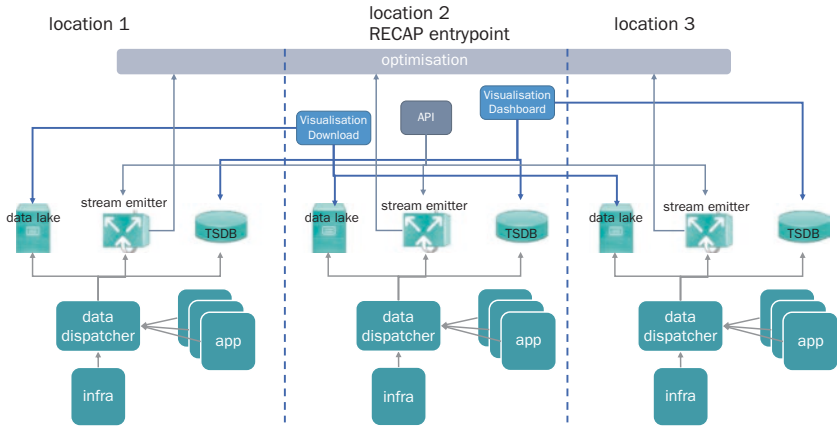 location 1
location 2
RECAP entrypoint
location 3
optimisation
Visualisation
Download
API
Visualisation
Dashboard
data lake
stream emitter
TSDB
data lake
stream emitter
TSDB
data lake
stream emitter
TSDB
data
dispatcher
app
data
dispatcher
app
data
dispatcher
app
infra
infra
infra